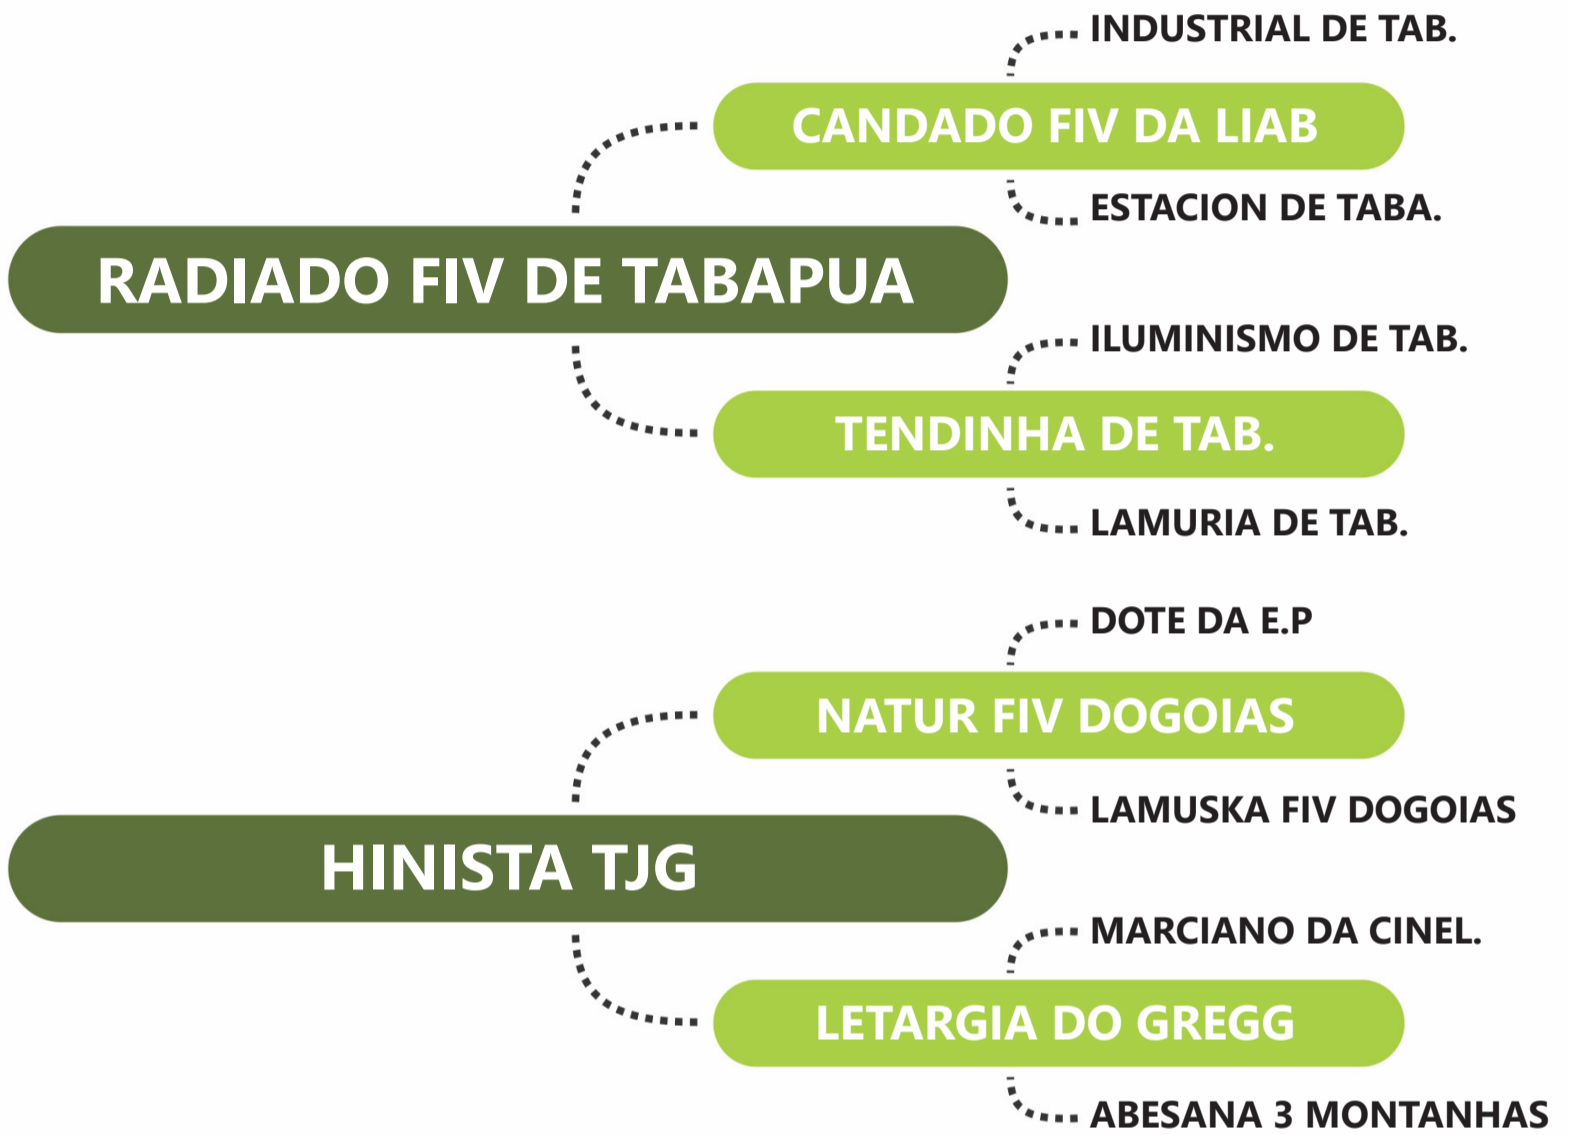 INDUSTRIAL DE TAB.
CANDADO FIV DA LIAB
ESTACION DE TABA.
RADIADO FIV DE TABAPUA
ILUMINISMO DE TAB.
TENDINHA DE TAB.
LAMURIA DE TAB.
DOTE DA E.P
NATUR FIV DOGOIAS
LAMUSKA FIV DOGOIAS
HINISTA TJG
MARCIANO DA CINEL.
LETARGIA DO GREGG
ABESANA 3 MONTANHAS